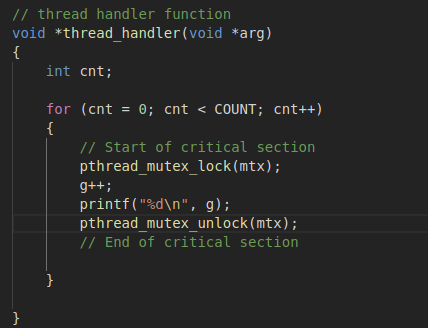 // thread handler function
void *thread_handler(void *arg)
{
    int cnt;

    for (cnt = 0; cnt < COUNT; cnt++)
    {
        // Start of critical section
        pthread_mutex_lock(mtx);
        g++;
        printf("%d\n", g);
        pthread_mutex_unlock(mtx);
        // End of critical section

    }

}